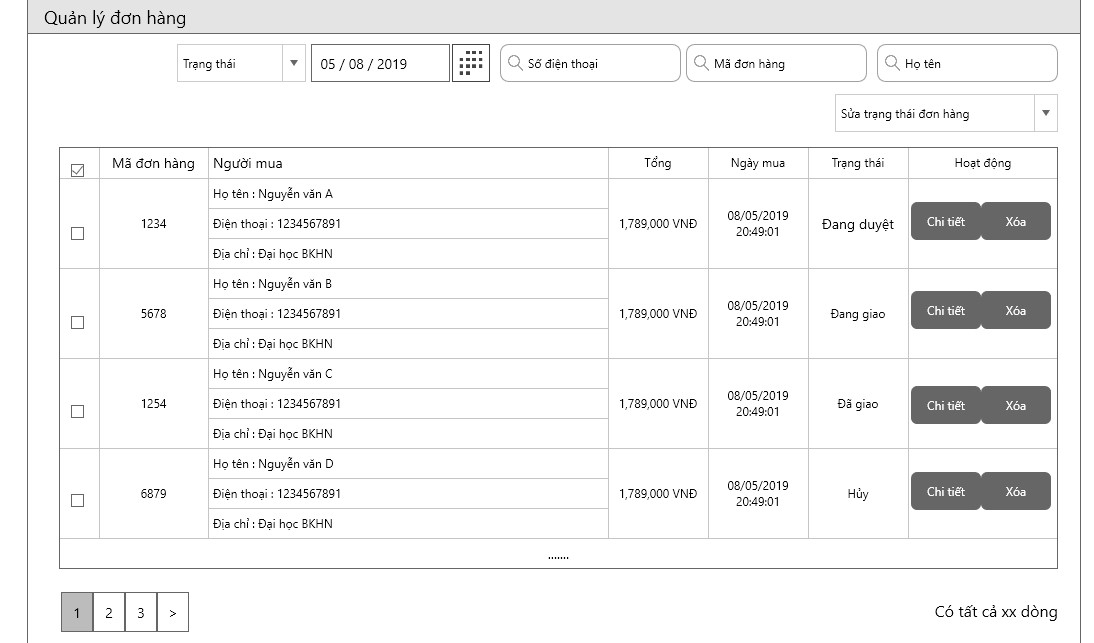 Quản lý đơn hàng
Trạng thái
05 / 08 / 2019
Số điện thoại
Mã đơn hàng
Họ tên
Sửa trạng thái đơn hàng
Mã đơn hàng Người mua Tổng Ngày mua Trạng thái Hoạt động
Họ tên : Nguyễn văn A
1234 Điện thoại : 1234567891 1,789,000 VNĐ 08/05/2019 Đang duyệt Chi tiết Xóa
20:49:01
Địa chỉ : Đại học BKHN
Họ tên : Nguyễn văn B
5678 Điện thoại : 1234567891 1,789,000 VNĐ 08/05/2019 Đang giao Chi tiết Xóa
20:49:01
Địa chỉ : Đại học BKHN
Họ tên : Nguyễn văn C
1254 Điện thoại : 1234567891 1,789,000 VNĐ 08/05/2019 Đã giao Chi tiết Xóa
20:49:01
Địa chỉ : Đại học BKHN
Họ tên : Nguyễn văn D
6879 Điện thoại : 1234567891 1,789,000 VNĐ 08/05/2019 Hủy Chi tiết Xóa
20:49:01
Địa chỉ : Đại học BKHN
.......
1 2 3 >
Có tất cả xx dòng